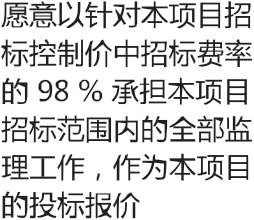 愿意以针对本项目招
标控制价中招标费率
的 98 % 承担本项目
招标范围内的全部监
理工作，作为本项目
的投标报价